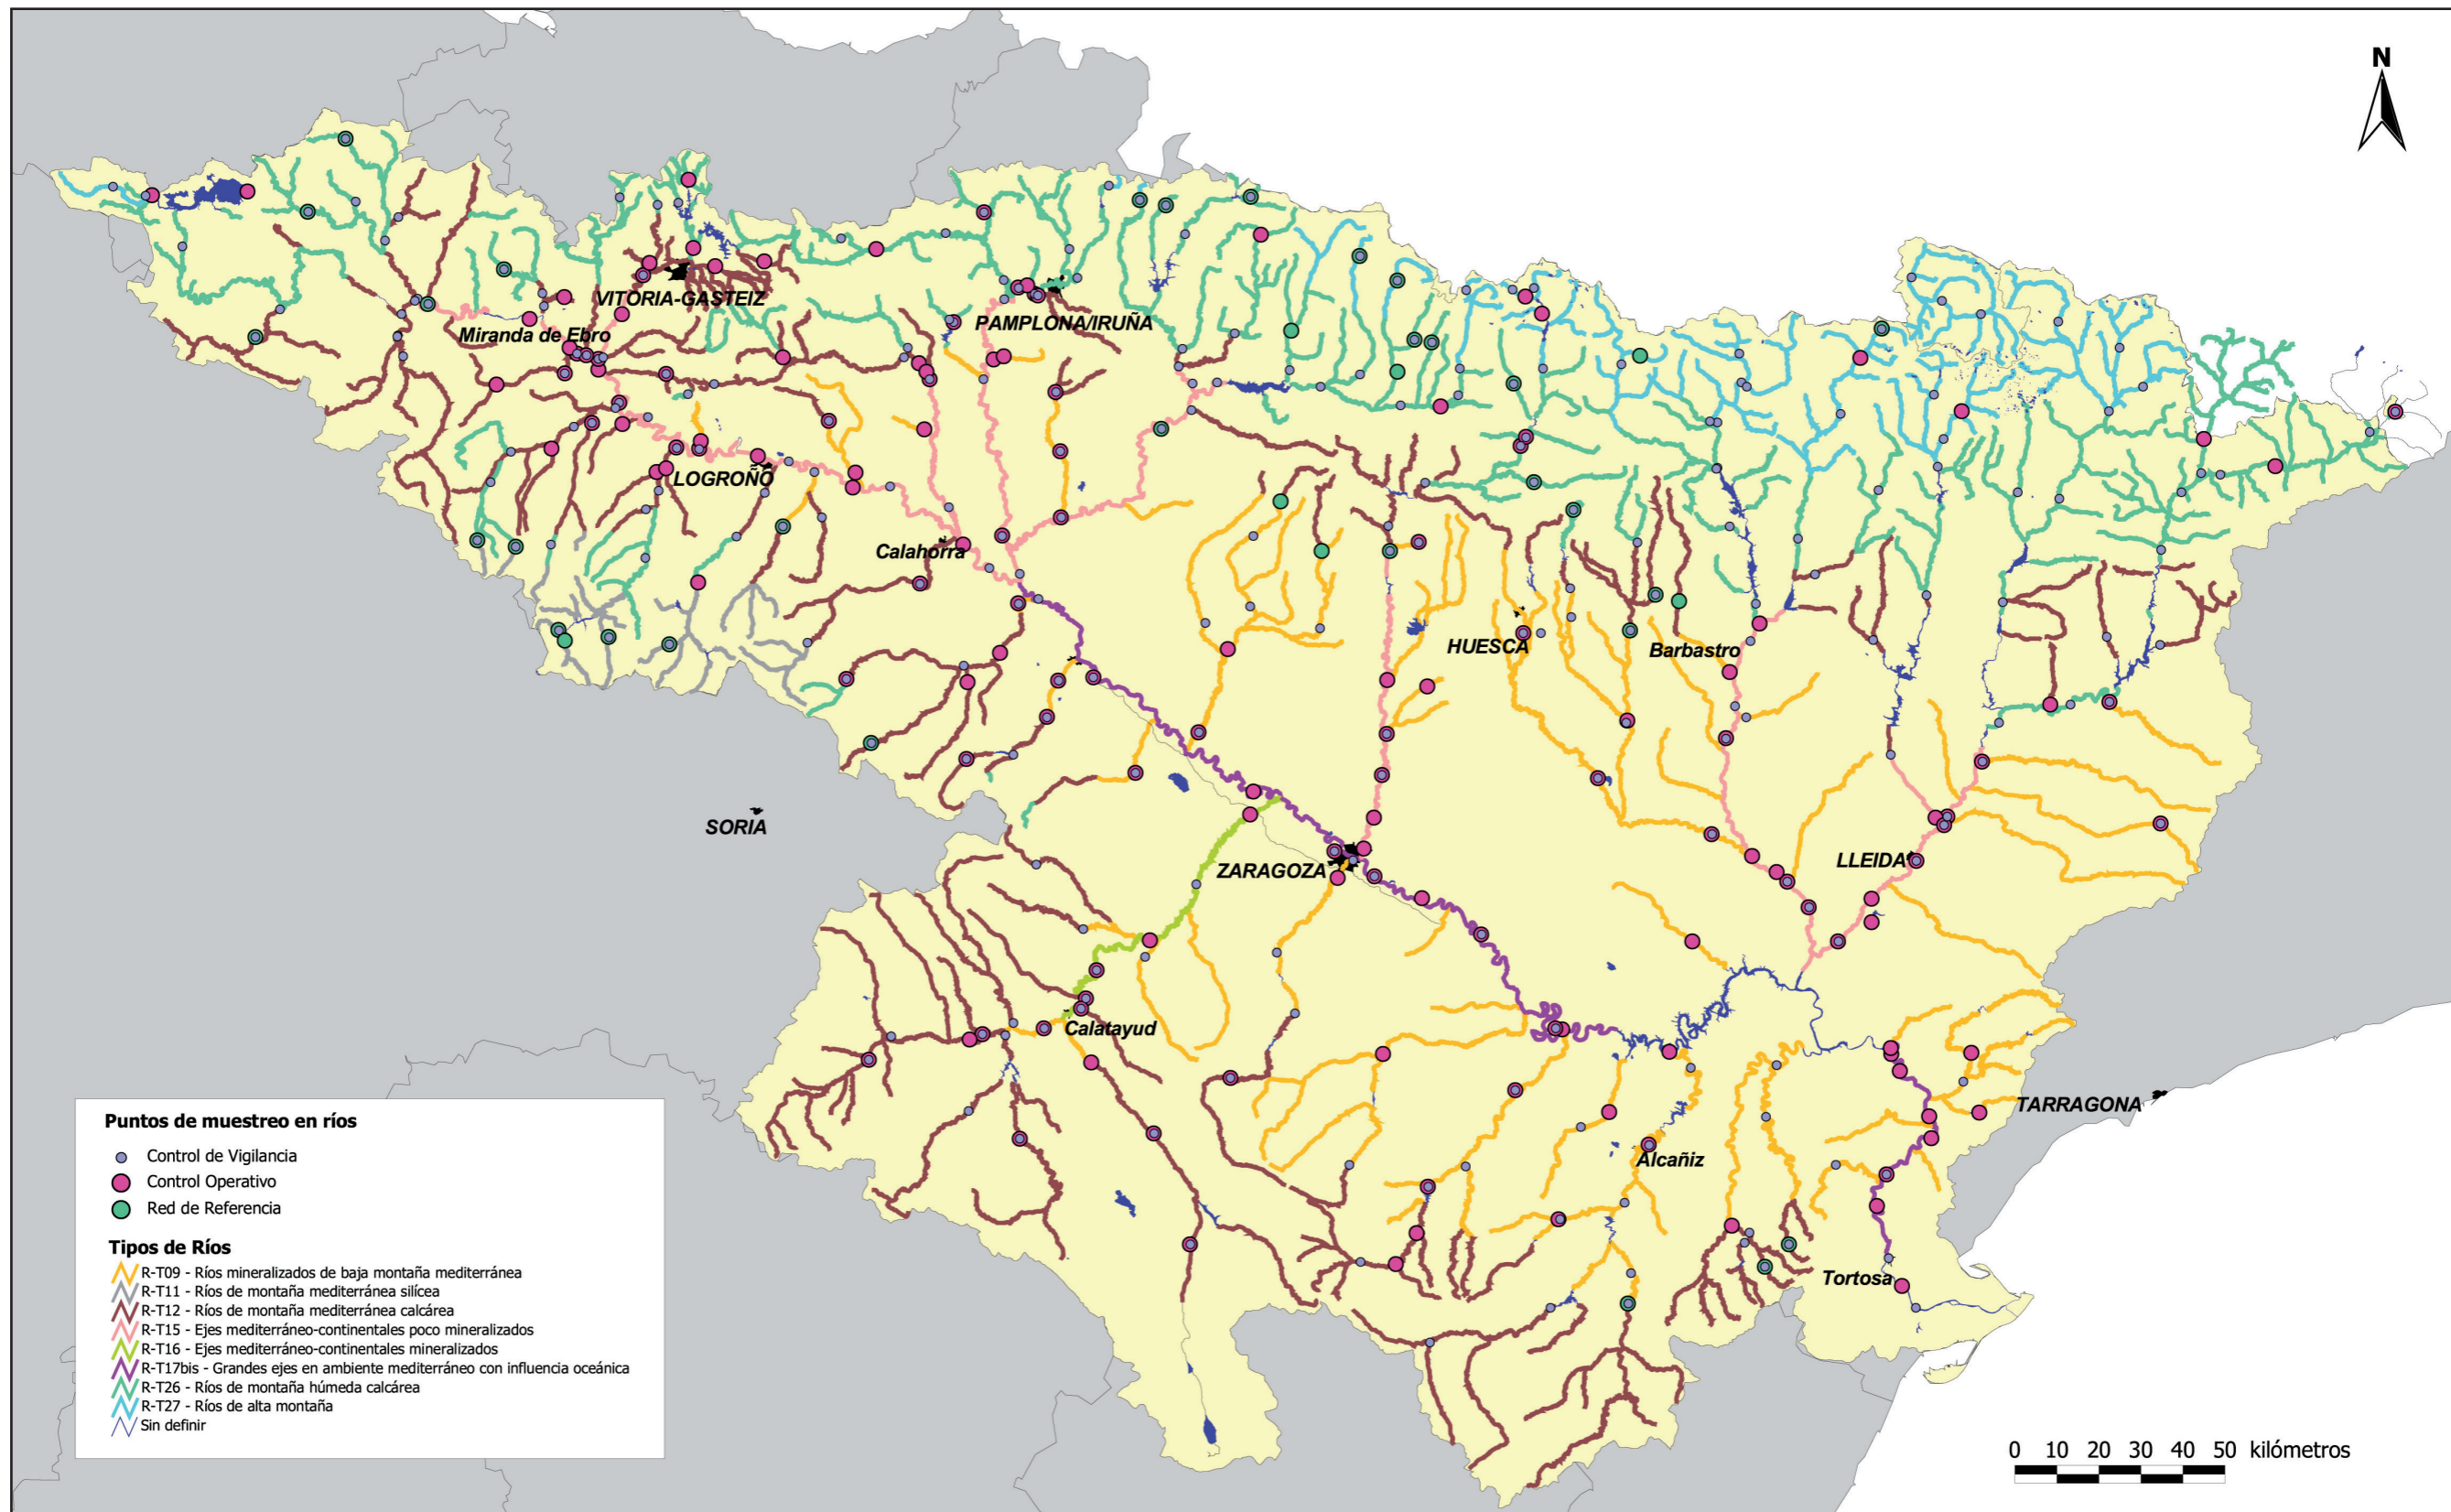 N
VITORIA-GASTEIZ
PAMPLONA/IRUÑA
Miranda de Ebro
LOGROÑO
Calahorra
HUESCA
Barbastro
SORIA
ZARAGOZA
LLEIDA
Calatayud
TARRAGONA
Alcañiz
Tortosa
Puntos de muestreo en ríos
Control de Vigilancia
Control Operativo
Red de Referencia
Tipos de Ríos
R-T09 - Ríos mineralizados de baja montaña mediterránea
R-T11 - Ríos de montaña mediterránea silícea
R-T12 - Ríos de montaña mediterránea calcárea
R-T15 - Ejes mediterráneo-continentales poco mineralizados
R-T16 - Ejes mediterráneo-continentales mineralizados
R-T17bis - Grandes ejes en ambiente mediterráneo con influencia oceánica
R-T26 - Ríos de montaña húmeda calcárea
R-T27 - Ríos de alta montaña
Sin definir
0 10 20 30 40 50 kilómetros